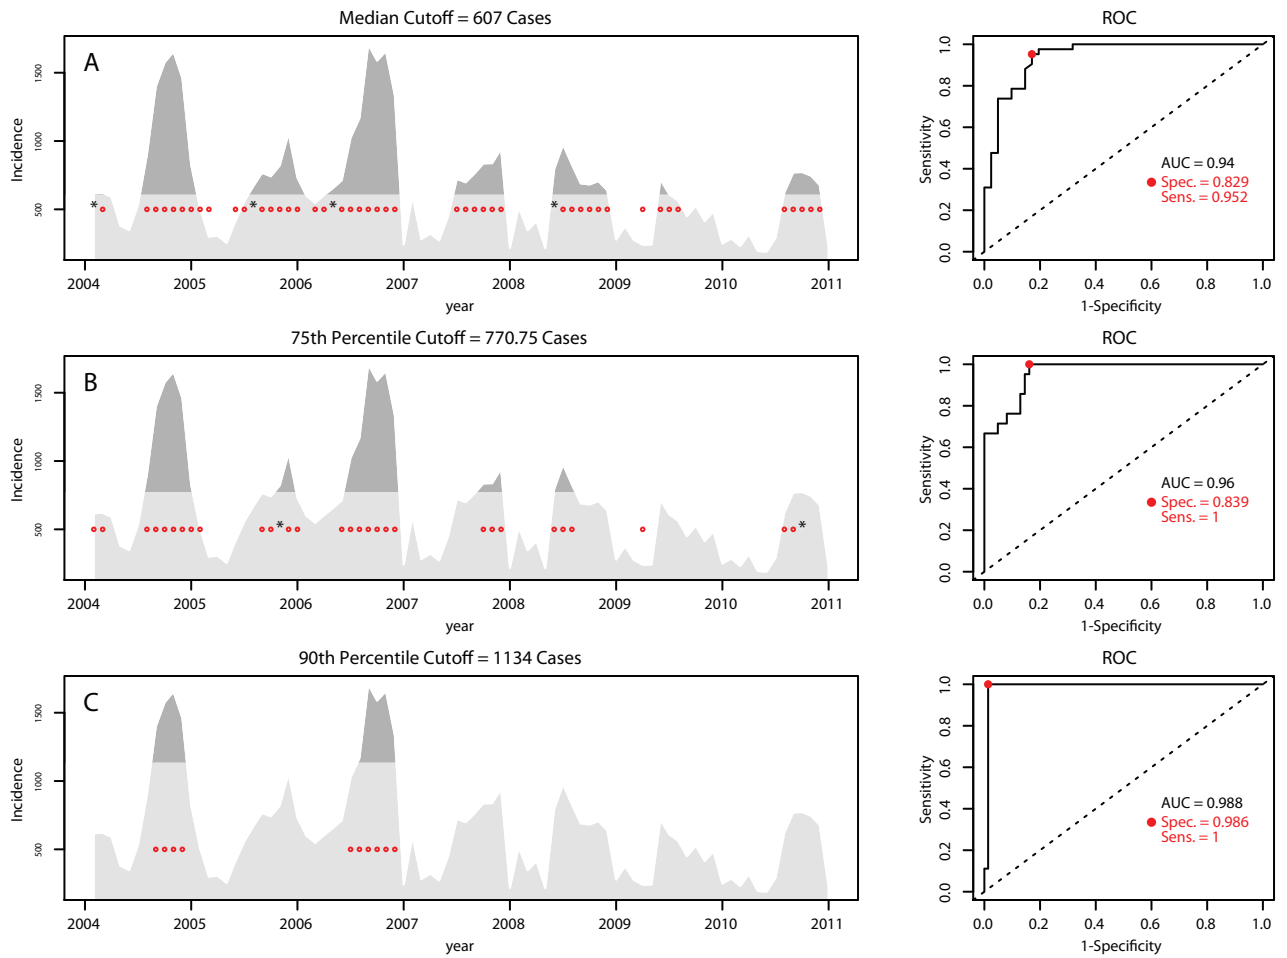 Median Cutoff = 607 Cases
A
Incidence
1500
1000
500
*
*
*
*
2004 2005 2006 2007 2008 2009 2010 2011
year
ROC
Sensitivity
1.0
0.8
0.6
0.4
0.2
0.0
AUC = 0.94
Spec. = 0.829
Sens. = 0.952
0.0 0.2 0.4 0.6 0.8 1.0
1-Specificity
75th Percentile Cutoff = 770.75 Cases
B
Incidence
1500
1000
500
*
*
2004 2005 2006 2007 2008 2009 2010 2011
year
ROC
Sensitivity
1.0
0.8
0.6
0.4
0.2
0.0
AUC = 0.96
Spec. = 0.839
Sens. = 1
0.0 0.2 0.4 0.6 0.8 1.0
1-Specificity
90th Percentile Cutoff = 1134 Cases
C
Incidence
1500
1000
500
2004 2005 2006 2007 2008 2009 2010 2011
year
ROC
Sensitivity
1.0
0.8
0.6
0.4
0.2
0.0
AUC = 0.988
Spec. = 0.986
Sens. = 1
0.0 0.2 0.4 0.6 0.8 1.0
1-Specificity